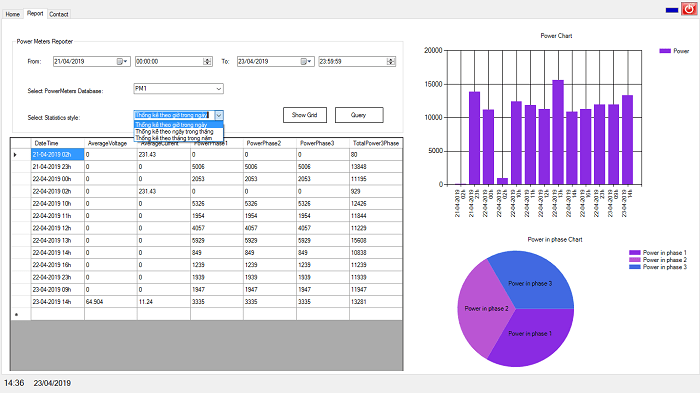 Home Report Contact
Power Meters Reporter
From: 21/04/2019 00:00:00 To: 23/04/2019 23:59:59
Select PowerMeters Database: PM1
Select Statistics style: Thống kê theo giờ trong ngày Show Grid Query
Thống kê theo giờ trong ngày
Thống kê theo ngày trong tháng
Thống kê theo tháng trong năm
DateTime AverageVoltage AverageCurrent PowerPhase1 PowerPhase2 PowerPhase3 TotalPower3Phase
21-04-2019 02h 0 231.43 0 0 0 80
21-04-2019 23h 0 0 5006 5006 5006 13848
22-04-2019 00h 0 0 2053 2053 2053 11195
22-04-2019 02h 0 231.43 0 0 0 929
22-04-2019 10h 0 0 5326 5326 5326 12426
22-04-2019 11h 0 0 1954 1954 1954 11844
22-04-2019 12h 0 0 4057 4057 4057 11229
22-04-2019 13h 0 0 5929 5929 5929 15608
22-04-2019 14h 0 0 849 849 849 10838
22-04-2019 16h 0 0 1239 1239 1239 11239
22-04-2019 23h 0 0 1939 1939 1939 11939
23-04-2019 09h 0 0 1947 1947 1947 11947
23-04-2019 14h 64.904 11.24 3335 3335 3335 13281
Power Chart
20000
15000
10000
5000
0
Power
21-04-2019 02h
21-04-2019 23h
22-04-2019 00h
22-04-2019 02h
22-04-2019 10h
22-04-2019 11h
22-04-2019 12h
22-04-2019 13h
22-04-2019 14h
22-04-2019 16h
22-04-2019 23h
23-04-2019 09h
23-04-2019 14h
Power in phase Chart
Power in phase 1
Power in phase 2
Power in phase 3
Power in phase 3
Power in phase 2
Power in phase 1
14:36 23/04/2019